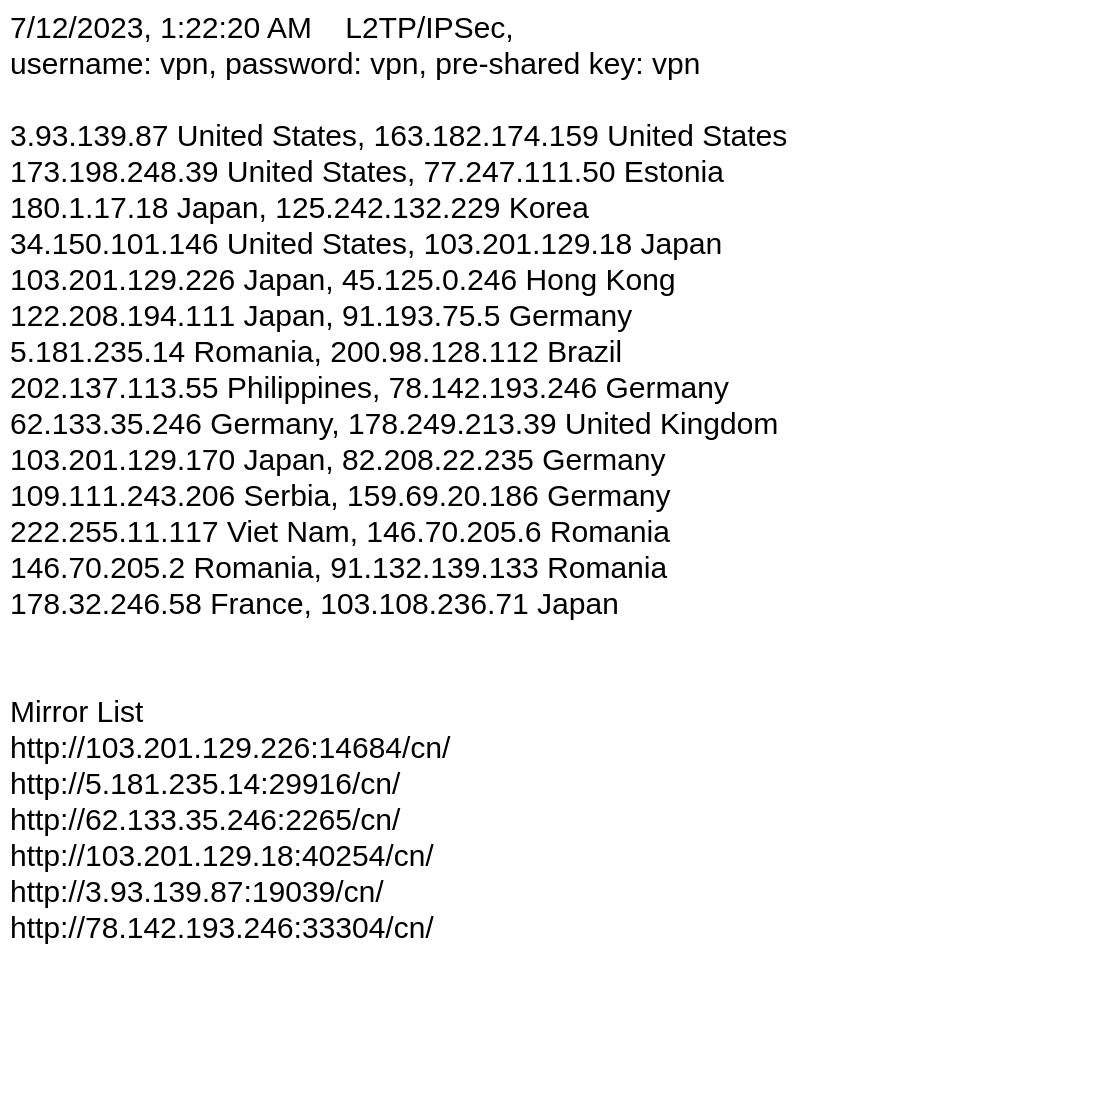 7/12/2023, 1:22:20 AM    L2TP/IPSec,
username: vpn, password: vpn, pre-shared key: vpn
3.93.139.87 United States, 163.182.174.159 United States
173.198.248.39 United States, 77.247.111.50 Estonia
180.1.17.18 Japan, 125.242.132.229 Korea
34.150.101.146 United States, 103.201.129.18 Japan
103.201.129.226 Japan, 45.125.0.246 Hong Kong
122.208.194.111 Japan, 91.193.75.5 Germany
5.181.235.14 Romania, 200.98.128.112 Brazil
202.137.113.55 Philippines, 78.142.193.246 Germany
62.133.35.246 Germany, 178.249.213.39 United Kingdom
103.201.129.170 Japan, 82.208.22.235 Germany
109.111.243.206 Serbia, 159.69.20.186 Germany
222.255.11.117 Viet Nam, 146.70.205.6 Romania
146.70.205.2 Romania, 91.132.139.133 Romania
178.32.246.58 France, 103.108.236.71 Japan
Mirror List
http://103.201.129.226:14684/cn/
http://5.181.235.14:29916/cn/
http://62.133.35.246:2265/cn/
http://103.201.129.18:40254/cn/
http://3.93.139.87:19039/cn/
http://78.142.193.246:33304/cn/